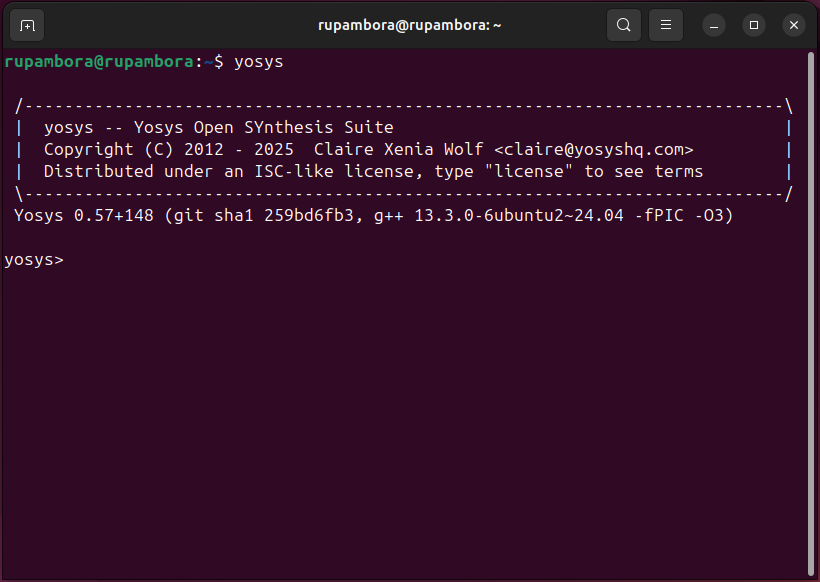 rupambora@rupambora: ~
rupambora@rupambora:~$ yosys
/----------------------------------------------------------------------------\
|  yosys -- Yosys Open SYnthesis Suite                                       |
|  Copyright (C) 2012 - 2025  Claire Xenia Wolf <claire@yosyshq.com>         |
|  Distributed under an ISC-like license, type "license" to see terms        |
\----------------------------------------------------------------------------/
Yosys 0.57+148 (git sha1 259bd6fb3, g++ 13.3.0-6ubuntu2~24.04 -fPIC -O3)
yosys>